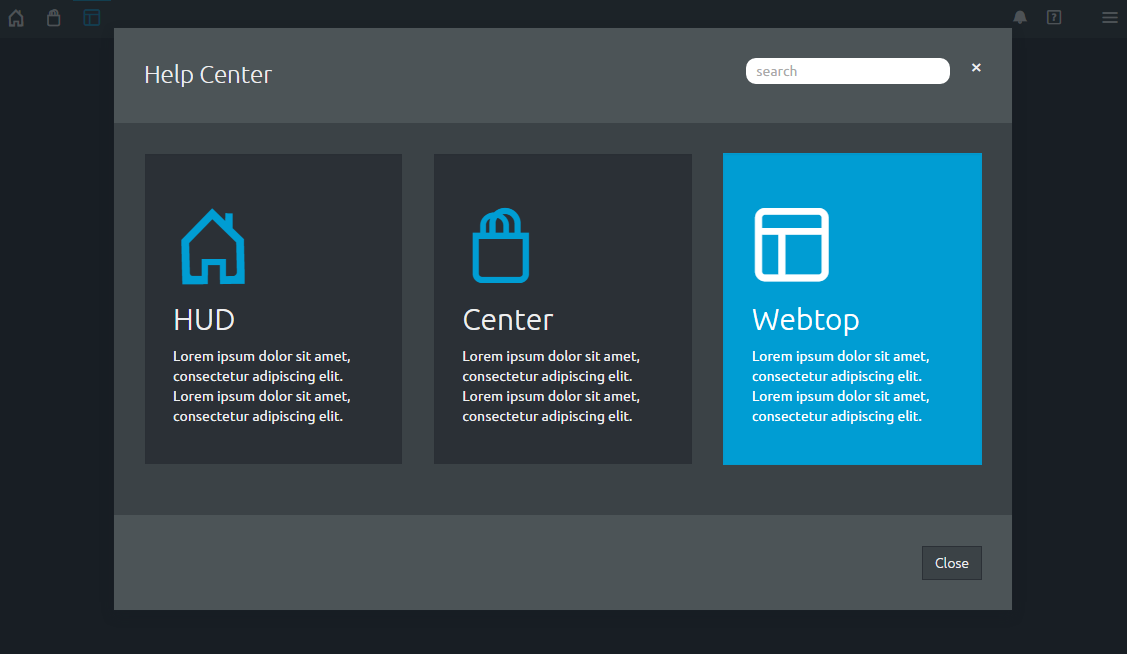 Help Center
search
×
HUD
Lorem ipsum dolor sit amet,
consectetur adipiscing elit.
Lorem ipsum dolor sit amet,
consectetur adipiscing elit.
Center
Lorem ipsum dolor sit amet,
consectetur adipiscing elit.
Lorem ipsum dolor sit amet,
consectetur adipiscing elit.
Webtop
Lorem ipsum dolor sit amet,
consectetur adipiscing elit.
Lorem ipsum dolor sit amet,
consectetur adipiscing elit.
Close